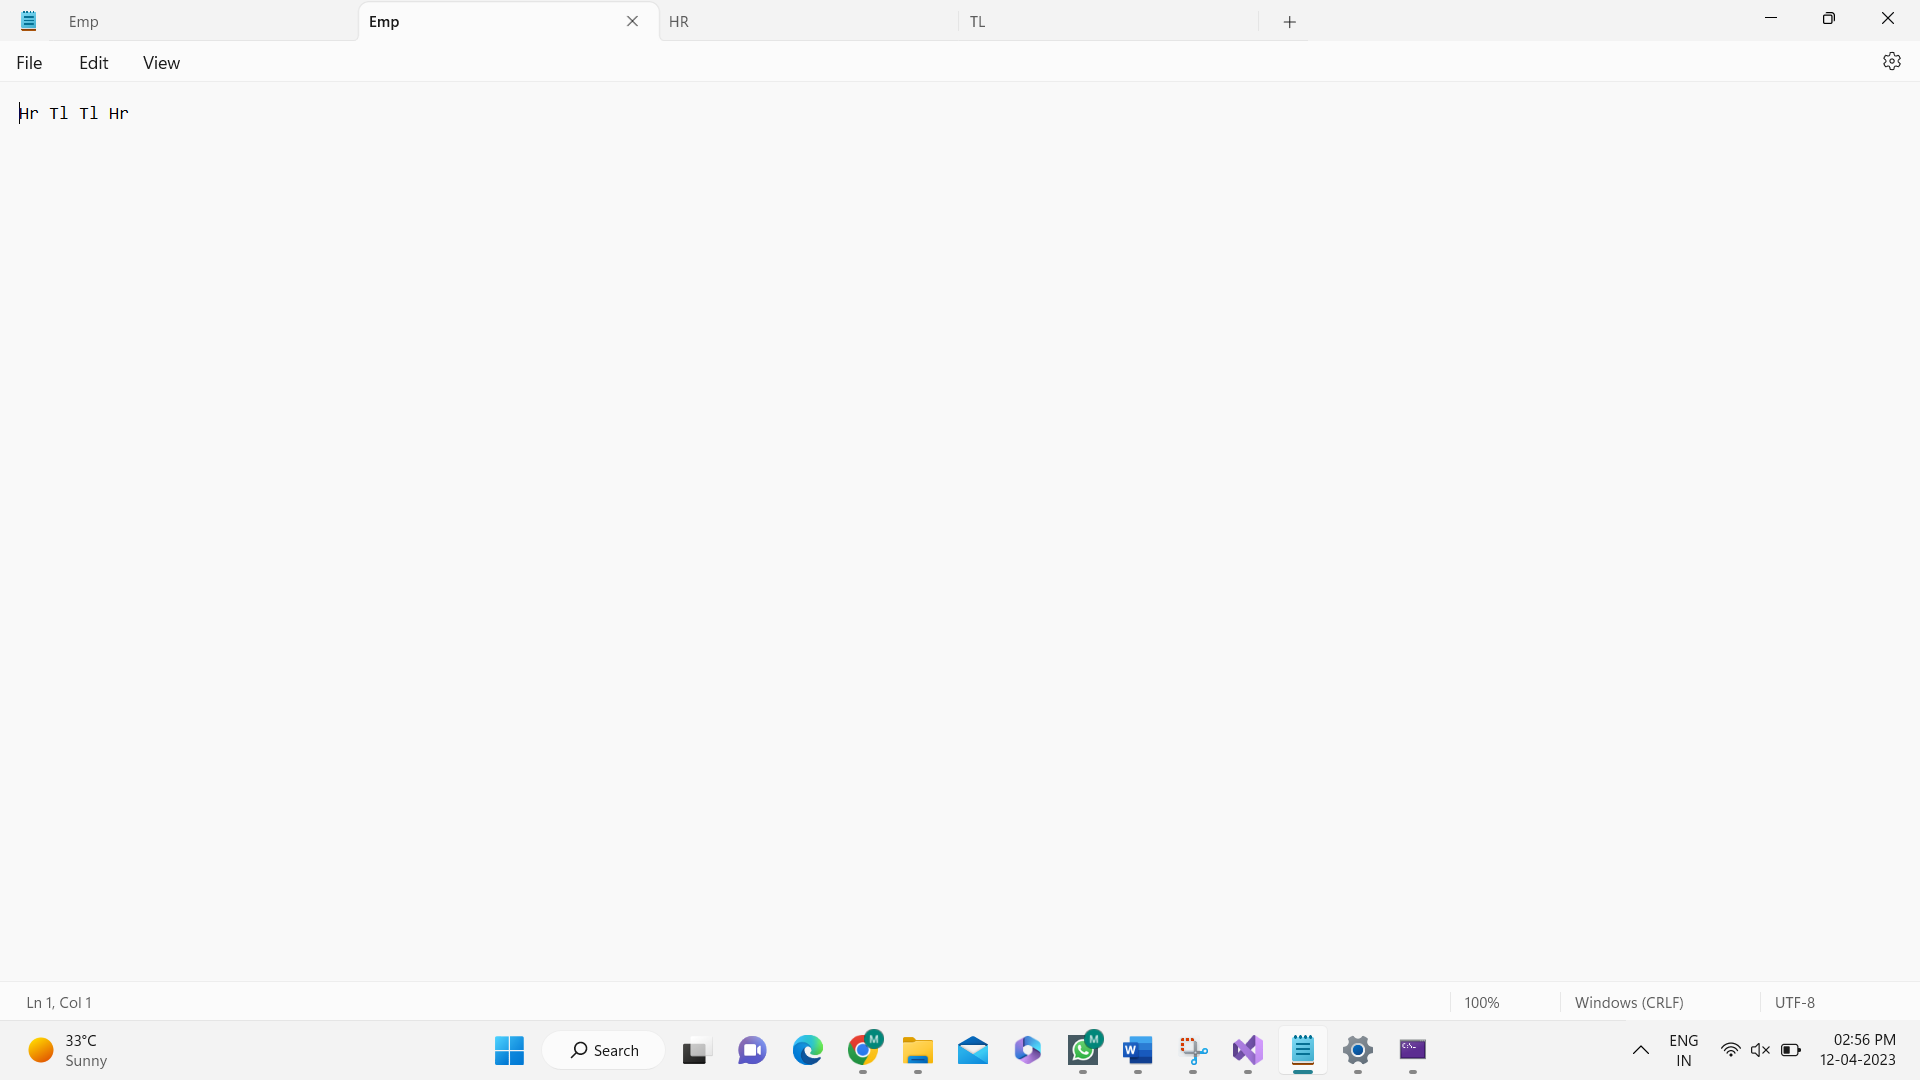 Emp
Emp
HR
TL
File Edit View
Hr Tl Tl Hr
Ln 1, Col 1
100%
Windows (CRLF)
UTF-8
33°C
Sunny
Search
M
M
W
C:\_
ENG
IN
02:56 PM
12-04-2023